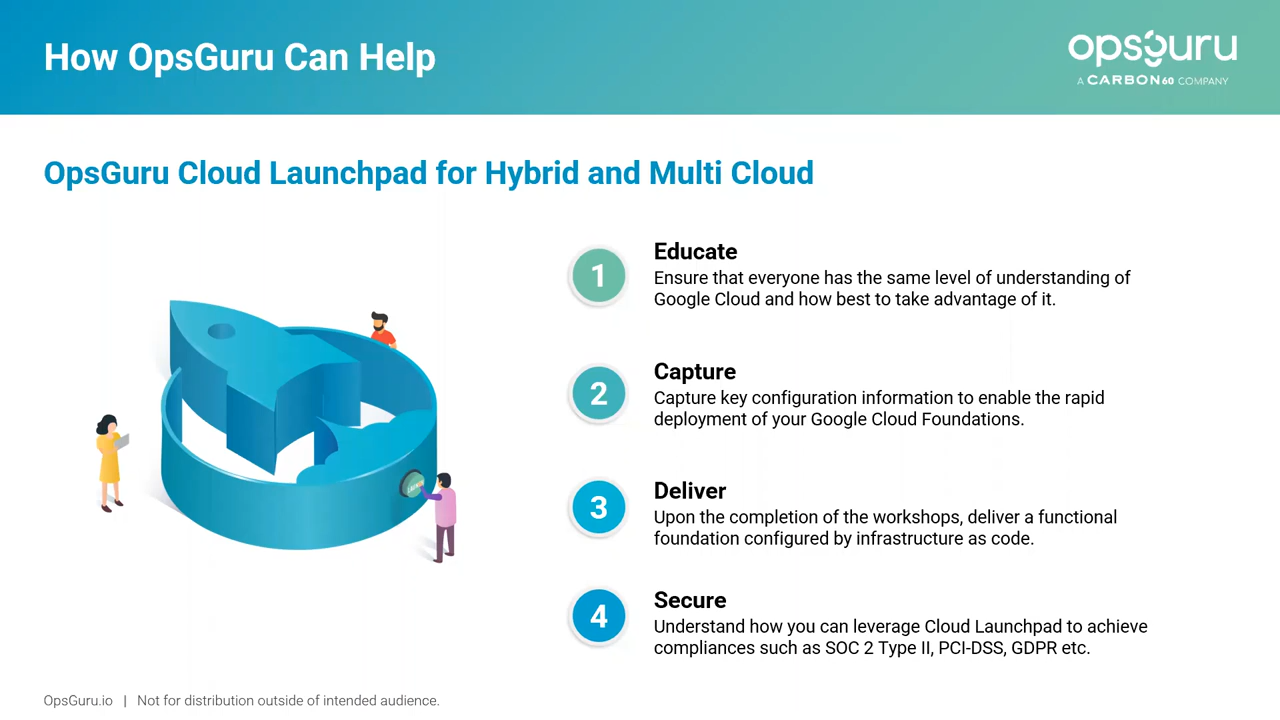 How OpsGuru Can Help
opsguru
A CARBON60 COMPANY
OpsGuru Cloud Launchpad for Hybrid and Multi Cloud
1
Educate
Ensure that everyone has the same level of understanding of
Google Cloud and how best to take advantage of it.
2
Capture
Capture key configuration information to enable the rapid
deployment of your Google Cloud Foundations.
3
Deliver
Upon the completion of the workshops, deliver a functional
foundation configured by infrastructure as code.
4
Secure
Understand how you can leverage Cloud Launchpad to achieve
compliances such as SOC 2 Type II, PCI-DSS, GDPR etc.
LAUNCH
OpsGuru.io | Not for distribution outside of intended audience.